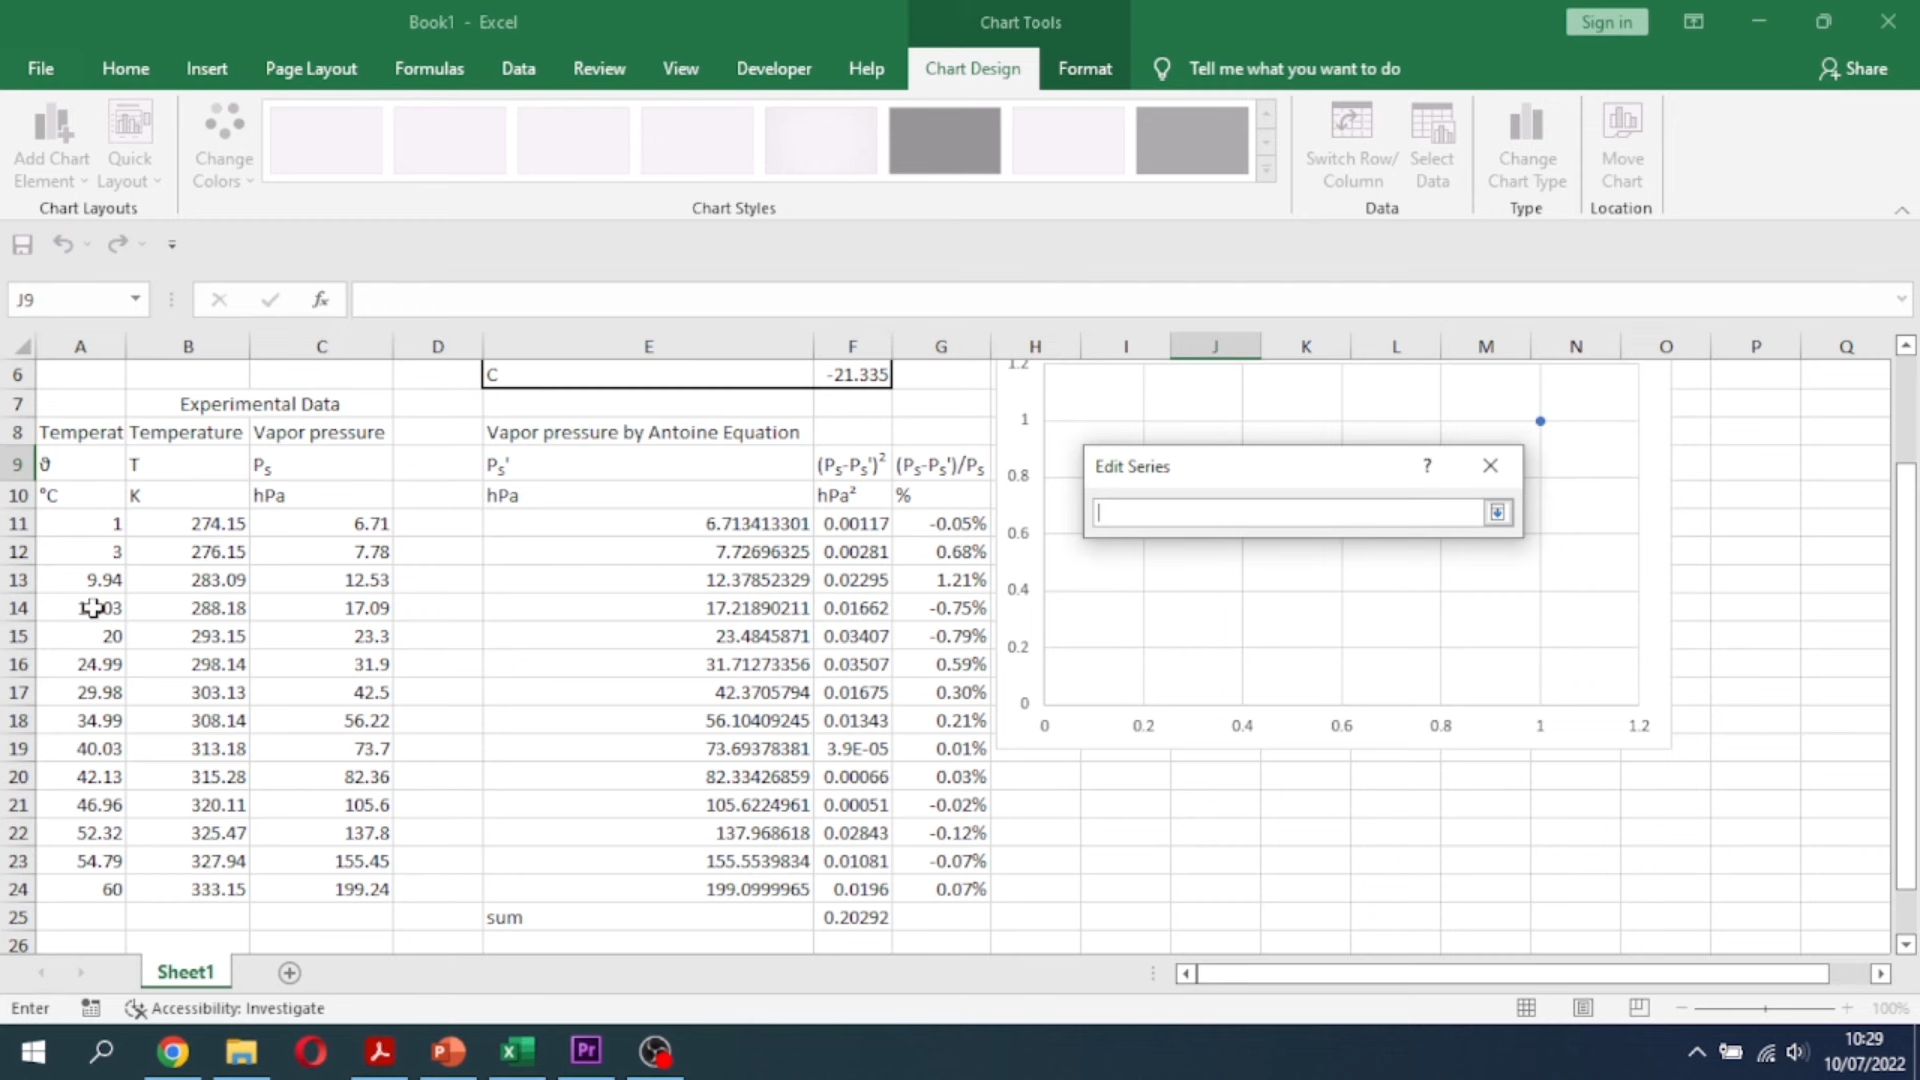 Book1 - Excel
Chart Tools
Sign in
File Home Insert Page Layout Formulas Data Review View Developer Help Chart Design Format Tell me what you want to do Share
Add Chart Element
Quick Layout
Change Colors
Switch Row/ Column
Select Data
Change Chart Type
Move Chart
Chart Layouts Chart Styles Data Type Location
J9 fx
A B C D E F G H I J K L M N O P Q
6 C -21.335
7 Experimental Data
8 Temperat Temperature Vapor pressure Vapor pressure by Antoine Equation
9 ϑ T Ps Ps' (Ps-Ps')² (Ps-Ps')/Ps
10 °C K hPa hPa hPa² %
11 1 274.15 6.71 6.713413301 0.00117 -0.05%
12 3 276.15 7.78 7.72696325 0.00281 0.68%
13 9.94 283.09 12.53 12.37852329 0.02295 1.21%
14 288.18 17.09 17.21890211 0.01662 -0.75%
15 20 293.15 23.3 23.4845871 0.03407 -0.79%
16 24.99 298.14 31.9 31.71273356 0.03507 0.59%
17 29.98 303.13 42.5 42.3705794 0.01675 0.30%
18 34.99 308.14 56.22 56.10409245 0.01343 0.21%
19 40.03 313.18 73.7 73.69378381 3.9E-05 0.01%
20 42.13 315.28 82.36 82.33426859 0.00066 0.03%
21 46.96 320.11 105.6 105.6224961 0.00051 -0.02%
22 52.32 325.47 137.8 137.968618 0.02843 -0.12%
23 54.79 327.94 155.45 155.5539834 0.01081 -0.07%
24 60 333.15 199.24 199.0999965 0.0196 0.07%
25 sum 0.20292
26
1.2
1
0.8
0.6
0.4
0.2
0
0 0.2 0.4 0.6 0.8 1 1.2
Edit Series ?
Sheet1
Enter Accessibility: Investigate 100%
Pr
10:29
10/07/2022